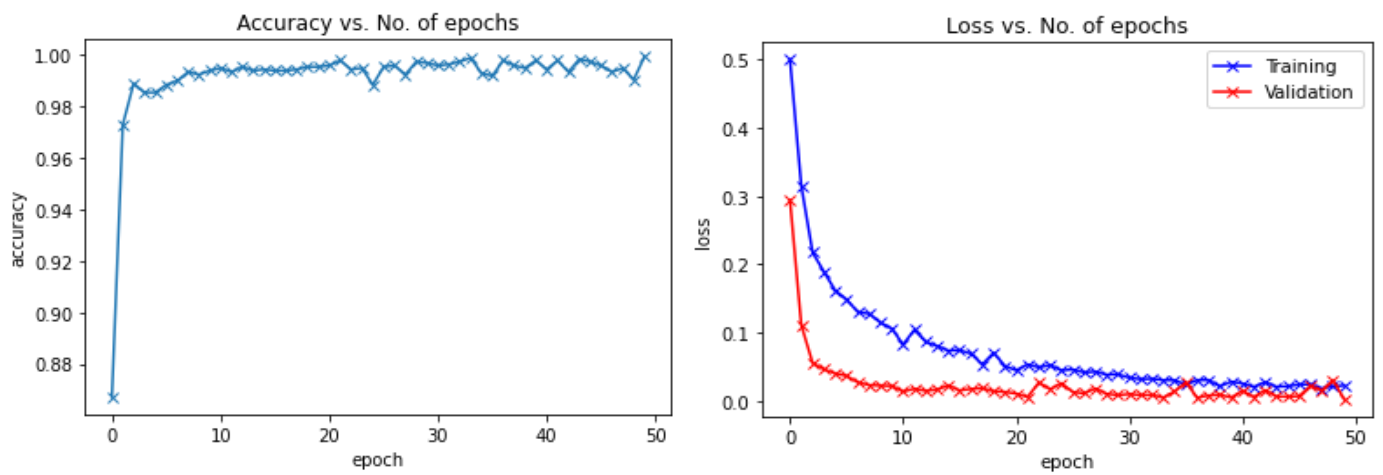 Accuracy vs. No. of epochs
1.00
0.98
0.96
0.94
0.92
0.90
0.88
accuracy
0 10 20 30 40 50
epoch
Loss vs. No. of epochs
Training
Validation
0.5
0.4
0.3
0.2
0.1
0.0
loss
0 10 20 30 40 50
epoch